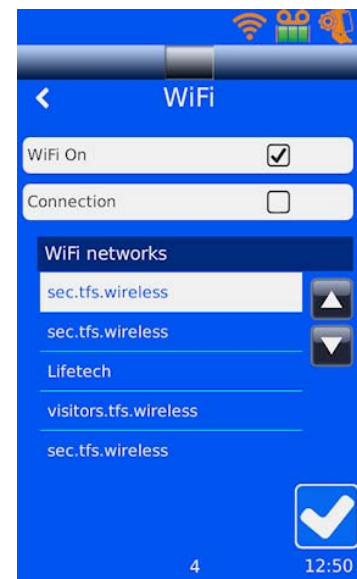 WiFi
WiFi On
Connection
WiFi networks
sec.tfs.wireless
sec.tfs.wireless
Lifetech
visitors.tfs.wireless
sec.tfs.wireless
4 12:50